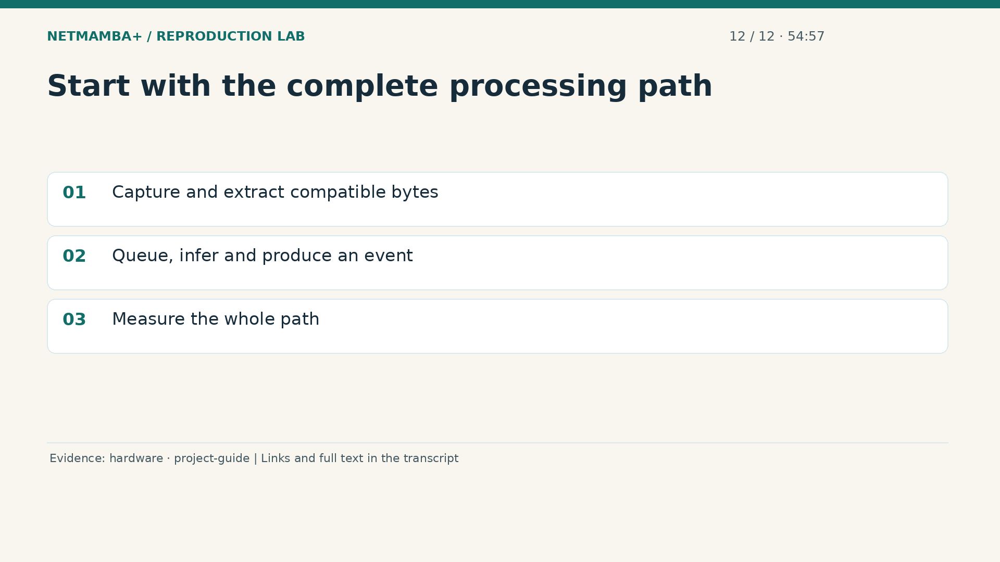 NETMAMBA+ / REPRODUCTION LAB
12 / 12 · 54:57
Start with the complete processing path
01 Capture and extract compatible bytes
02 Queue, infer and produce an event
03 Measure the whole path
Evidence: hardware · project-guide | Links and full text in the transcript